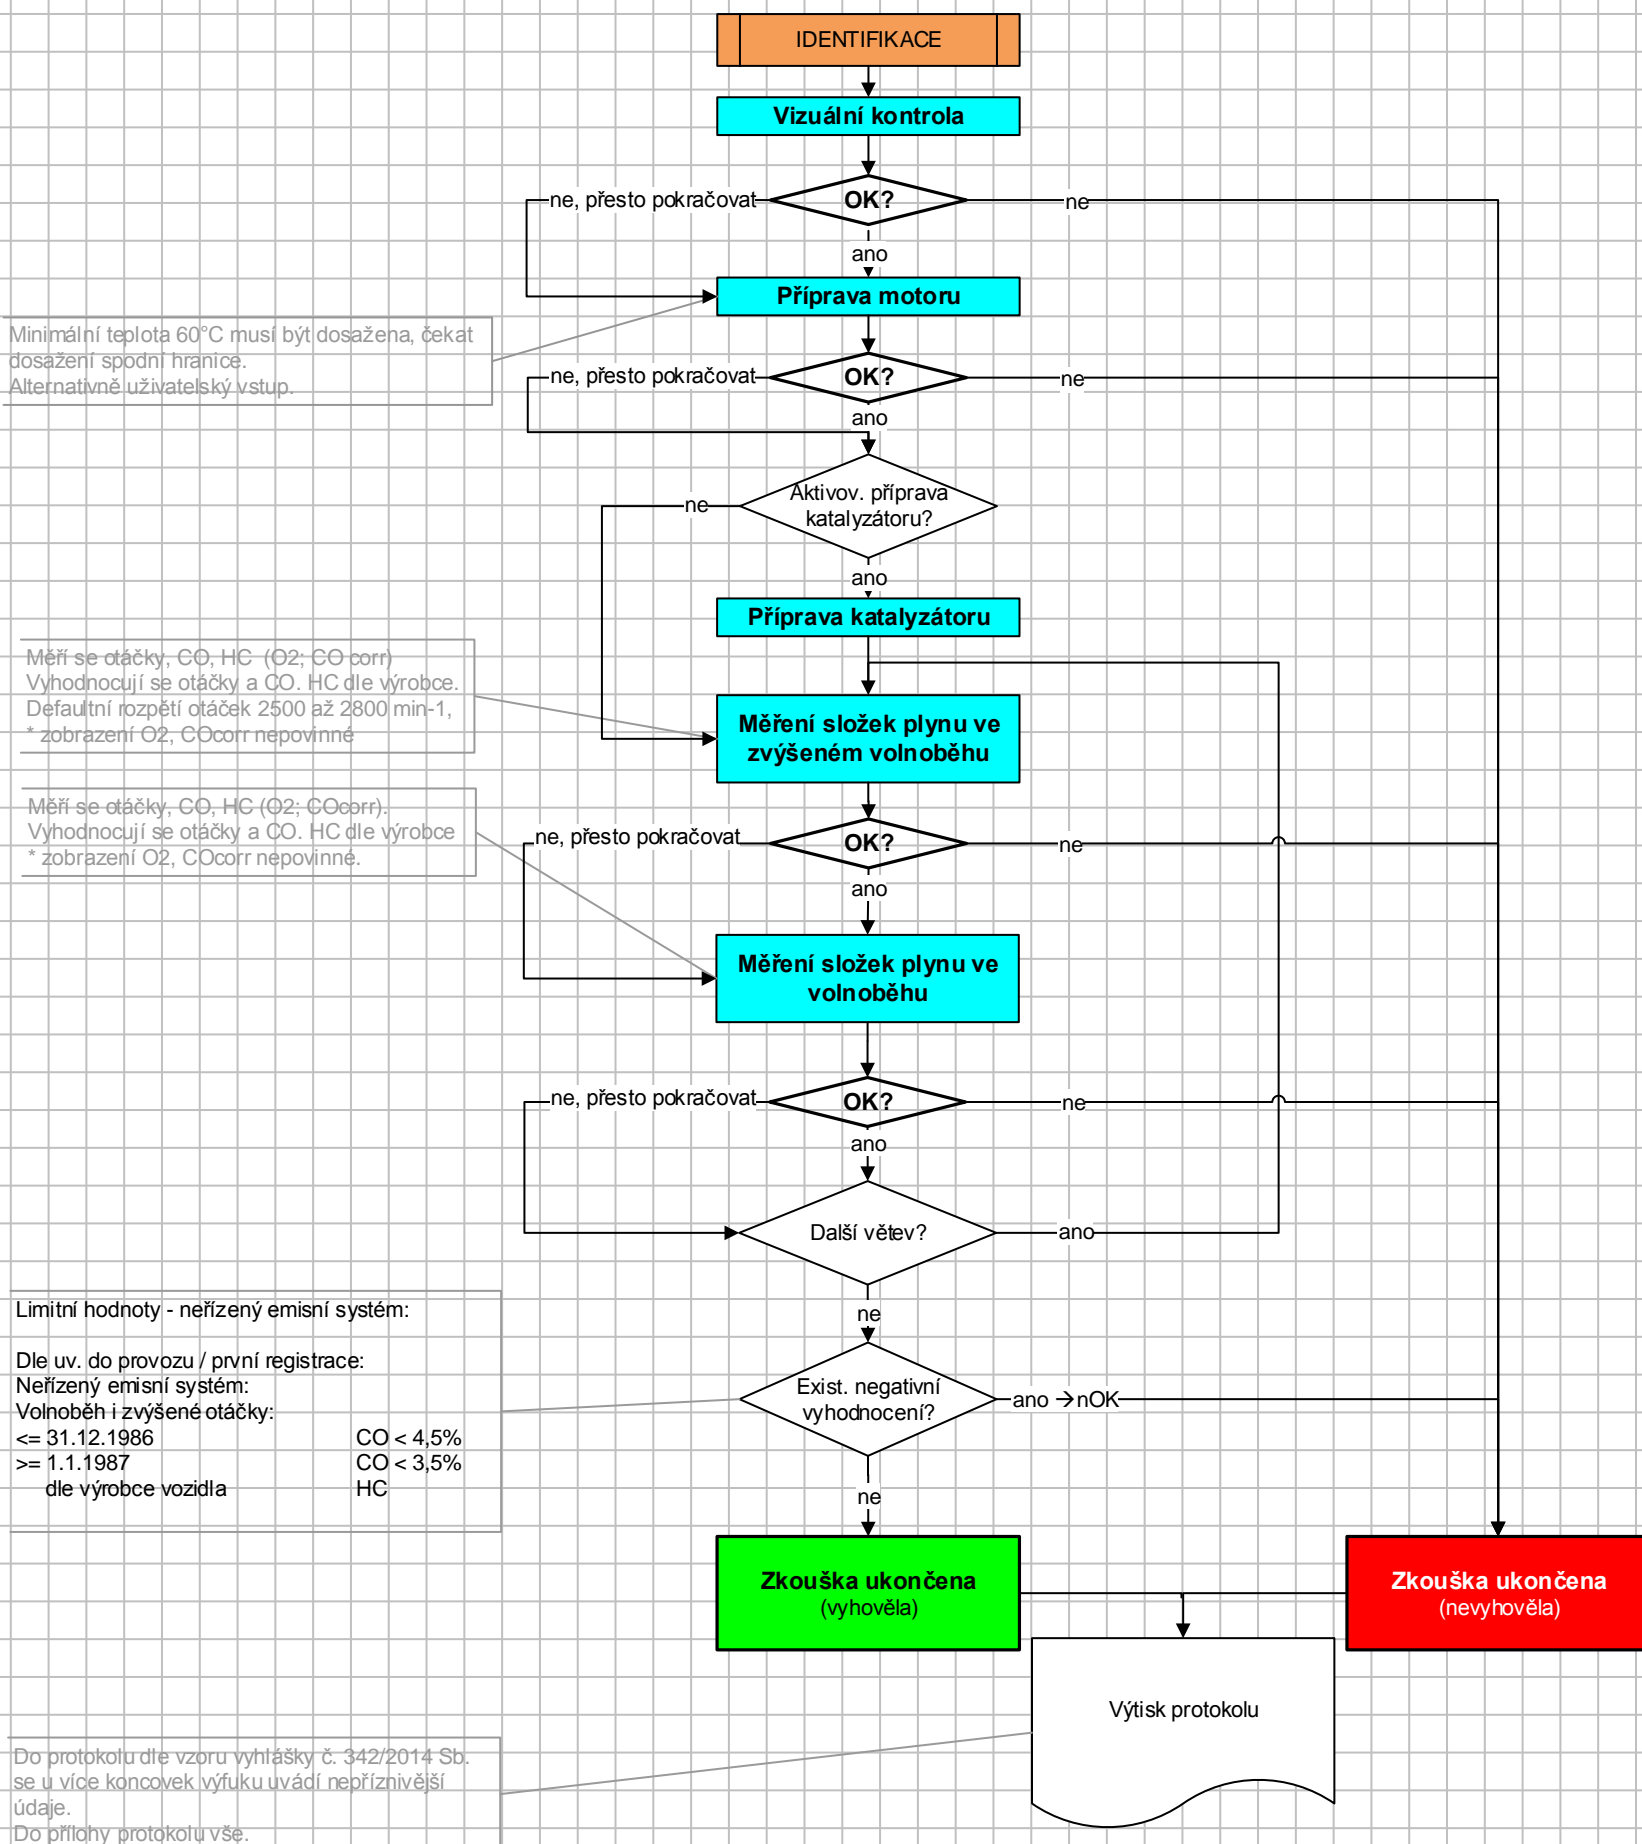 IDENTIFIKACE
Vizuální kontrola
ne, přesto pokračovat
OK?
ne
ano
Příprava motoru
Minimální teplota 60°C musí být dosažena, čekat
dosažení spodní hranice.
Alternativně uživatelský vstup.
ne, přesto pokračovat
OK?
ne
ano
Aktivov. příprava
katalyzátoru?
ne
ano
Příprava katalyzátoru
Měří se otáčky, CO, HC (O2; CO corr)
Vyhodnocují se otáčky a CO. HC dle výrobce.
Defaultní rozpětí otáček 2500 až 2800 min-1,
* zobrazení O2, COcorr nepovinné
Měření složek plynu ve
zvýšeném volnoběhu
Měří se otáčky, CO, HC (O2; COcorr).
Vyhodnocují se otáčky a CO. HC dle výrobce
* zobrazení O2, COcorr nepovinné.
ne, přesto pokračovat
OK?
ne
ano
Měření složek plynu ve
volnoběhu
ne, přesto pokračovat
OK?
ne
ano
Další větev?
ano
ne
Limitní hodnoty - neřízený emisní systém:
Dle uv. do provozu / první registrace:
Neřízený emisní systém:
Volnoběh i zvýšené otáčky:
<= 31.12.1986 CO < 4,5%
>= 1.1.1987 CO < 3,5%
dle výrobce vozidla HC
Exist. negativní
vyhodnocení?
ano →nOK
ne
Zkouška ukončena
(vyhověla)
Zkouška ukončena
(nevyhověla)
Výtisk protokolu
Do protokolu dle vzoru vyhlášky č. 342/2014 Sb.
se u více koncovek výfuku uvádí nepříznivější
údaje.
Do přílohy protokolu vše.